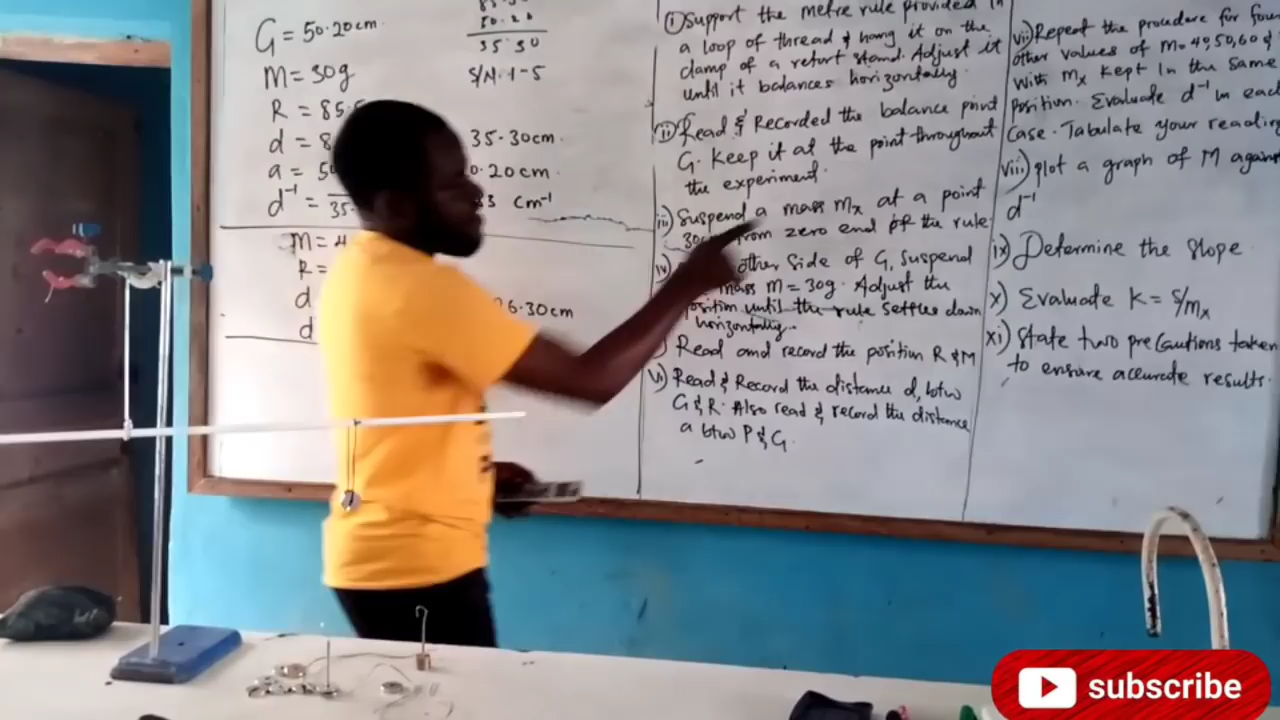 G = 50.20cm
M = 30g
R = 85.5
d = 8
a = 50
d⁻¹ = 35.
50.20
35.30
S/N. 1-5
35.30cm.
0.20cm.
cm⁻¹
M = 4
R =
d
d
26.30cm
i) Support the metre rule provided in
a loop of thread & hang it on the
clamp of a retort stand. Adjust it
until it balances horizontally.
ii) Read & Recorded the balance point
G. Keep it at the point throughout
the experiment.
iii) Suspend a mass Mx at a point
30c from zero end of the rule
iv) other side of G, suspend
mass M = 30g. Adjust the
position until the rule settles down
horizontally.
) Read and record the position R & M
vi) Read & Record the distance d, btw
G & R. Also read & record the distance
a btw P & G.
vii) Repeat the procedure for four
other values of M= 40,50,60 &
with Mx kept in the same
position. Evaluate d⁻¹ in each
case. Tabulate your reading
viii) plot a graph of M against
d⁻¹
ix) Determine the slope
x) Evaluate K = S/Mx
xi) State two precautions taken
to ensure accurate results.
subscribe